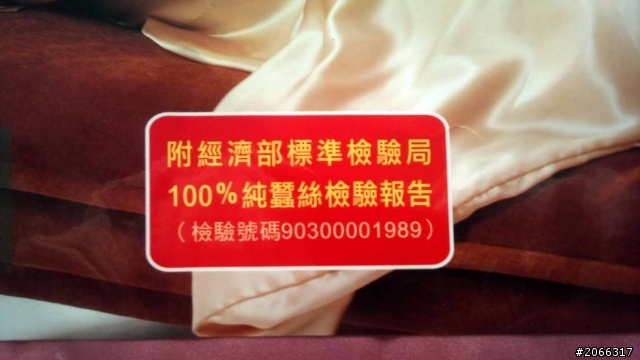 附經濟部標準檢驗局
100%純蠶絲檢驗報告
(檢驗號碼90300001989)
#2066317